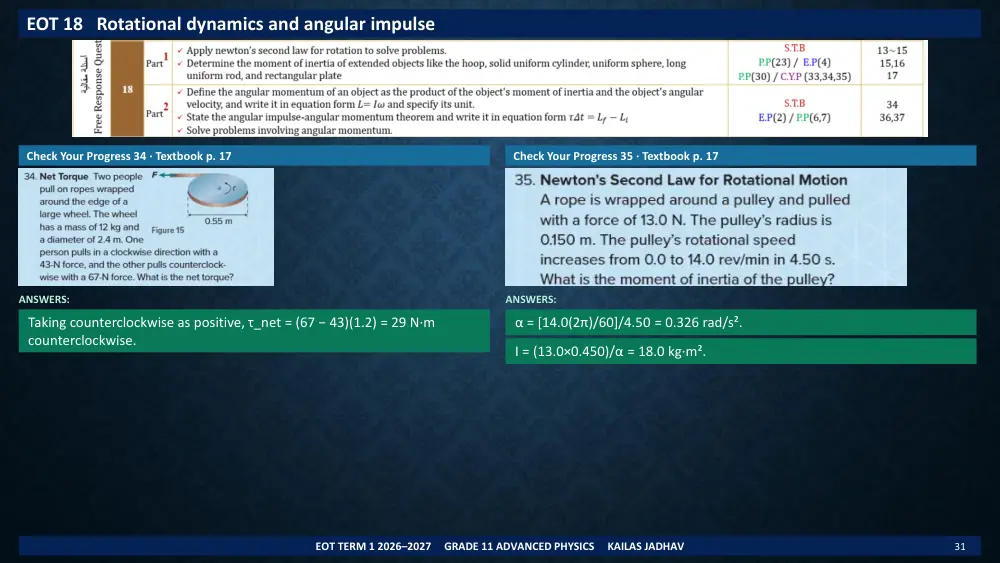 EOT 18 Rotational dynamics and angular impulse
Free Response Quest
18
Part 1
✓ Apply newton's second law for rotation to solve problems.
✓ Determine the moment of inertia of extended objects like the hoop, solid uniform cylinder, uniform sphere, long
uniform rod, and rectangular plate
S.T.B
P.P(23) / E.P(4)
P.P(30) / C.Y.P (33,34,35)
13~15
15,16
17
Part 2
✓ Define the angular momentum of an object as the product of the object's moment of inertia and the object's angular
velocity, and write it in equation form L= Iω and specify its unit.
✓ State the angular impulse-angular momentum theorem and write it in equation form τΔt = L_f − L_i
✓ Solve problems involving angular momentum.
S.T.B
E.P(2) / P.P(6,7)
34
36,37
Check Your Progress 34 · Textbook p. 17
34. Net Torque Two people
pull on ropes wrapped
around the edge of a
large wheel. The wheel
has a mass of 12 kg and
a diameter of 2.4 m. One
person pulls in a clockwise direction with a
43-N force, and the other pulls counterclock-
wise with a 67-N force. What is the net torque?
F
r
0.55 m
Figure 15
ANSWERS:
Taking counterclockwise as positive, τ_net = (67 − 43)(1.2) = 29 N·m
counterclockwise.
Check Your Progress 35 · Textbook p. 17
35. Newton's Second Law for Rotational Motion
A rope is wrapped around a pulley and pulled
with a force of 13.0 N. The pulley's radius is
0.150 m. The pulley's rotational speed
increases from 0.0 to 14.0 rev/min in 4.50 s.
What is the moment of inertia of the pulley?
ANSWERS:
α = [14.0(2π)/60]/4.50 = 0.326 rad/s².
I = (13.0×0.450)/α = 18.0 kg·m².
EOT TERM 1 2026–2027 GRADE 11 ADVANCED PHYSICS KAILAS JADHAV
31